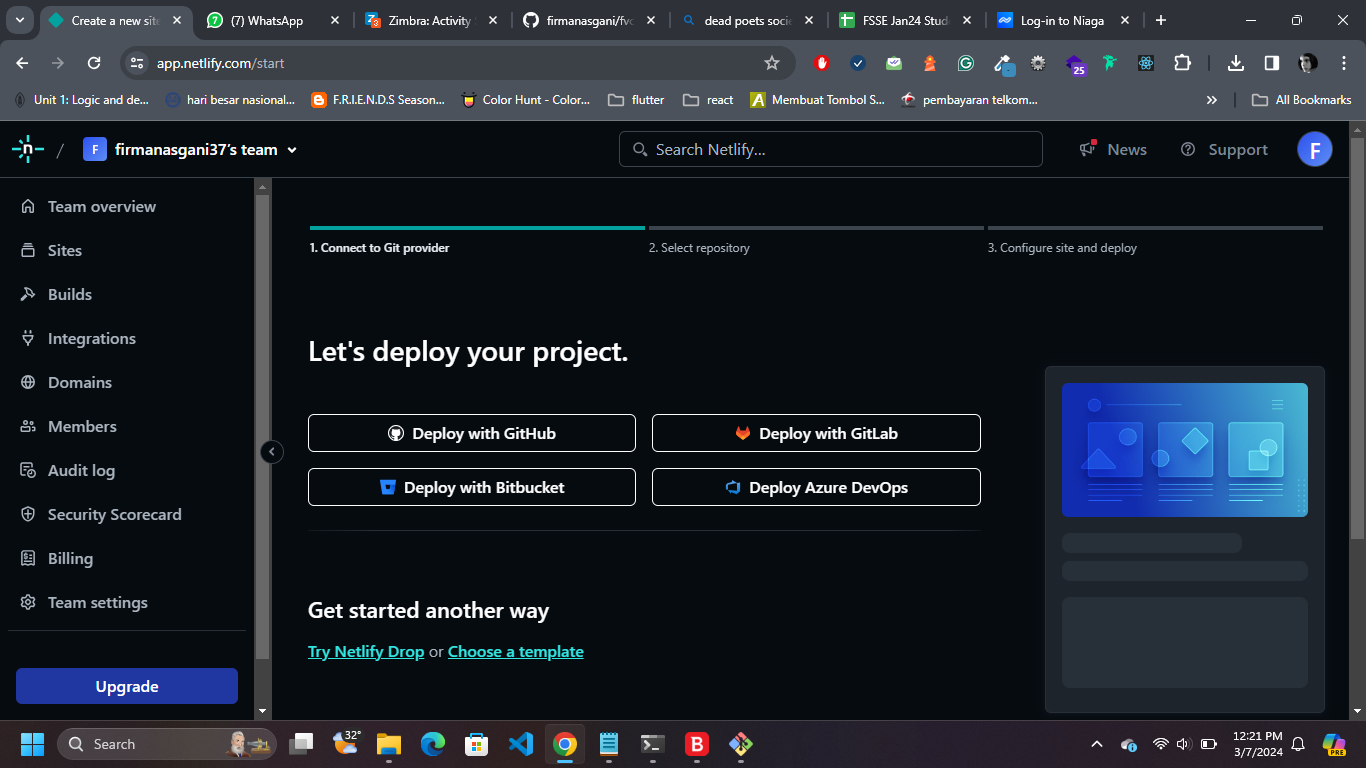 Create a new site
(7) WhatsApp
Zimbra: Activity
firmanasgani/fvc
dead poets socie
FSSE Jan24 Stud
Log-in to Niaga
app.netlify.com/start
25
Unit 1: Logic and de...
hari besar nasional...
F.R.I.E.N.D.S Season...
Color Hunt - Color...
flutter
react
Membuat Tombol S...
pembayaran telkom...
All Bookmarks
F firmanasgani37's team
Search Netlify...
News
Support
F
Team overview
Sites
Builds
Integrations
Domains
Members
Audit log
Security Scorecard
Billing
Team settings
Upgrade
1. Connect to Git provider
2. Select repository
3. Configure site and deploy
Let's deploy your project.
Deploy with GitHub
Deploy with GitLab
Deploy with Bitbucket
Deploy Azure DevOps
Get started another way
Try Netlify Drop or Choose a template
Search
32°
12:21 PM
3/7/2024
PRE